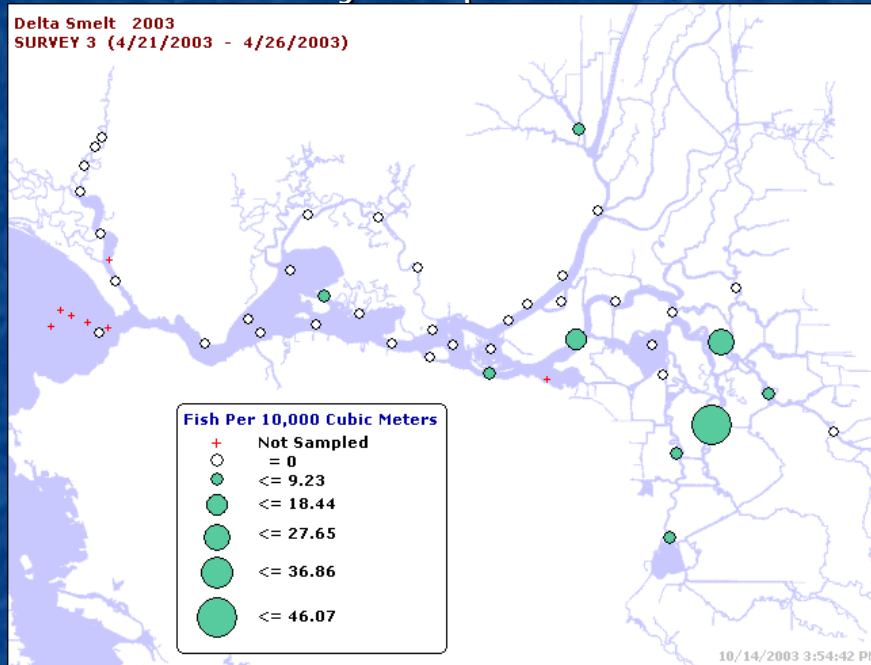 Delta Smelt 2003
SURVEY 3 (4/21/2003 - 4/26/2003)
Fish Per 10,000 Cubic Meters
Not Sampled
= 0
<= 9.23
<= 18.44
<= 27.65
<= 36.86
<= 46.07
10/14/2003 3:54:42